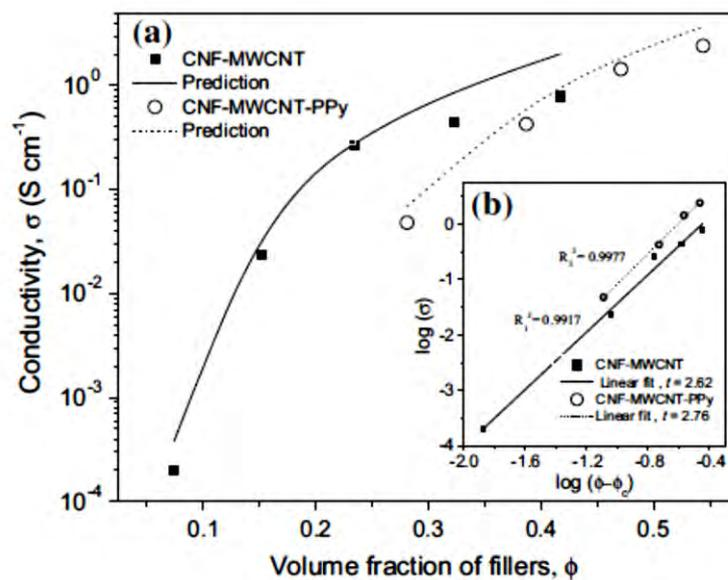 (a)
CNF-MWCNT
Prediction
CNF-MWCNT-PPy
Prediction
Conductivity, σ (S cm⁻¹)
10⁰
10⁻¹
10⁻²
10⁻³
10⁻⁴
0.1 0.2 0.3 0.4 0.5
Volume fraction of fillers, ϕ
(b)
R² = 0.9977
R² = 0.9917
CNF-MWCNT
Linear fit , t = 2.62
CNF-MWCNT-PPy
Linear fit , t = 2.76
log (σ)
0
-1
-2
-3
-4
-2.0 -1.6 -1.2 -0.8 -0.4
log (ϕ-ϕc)